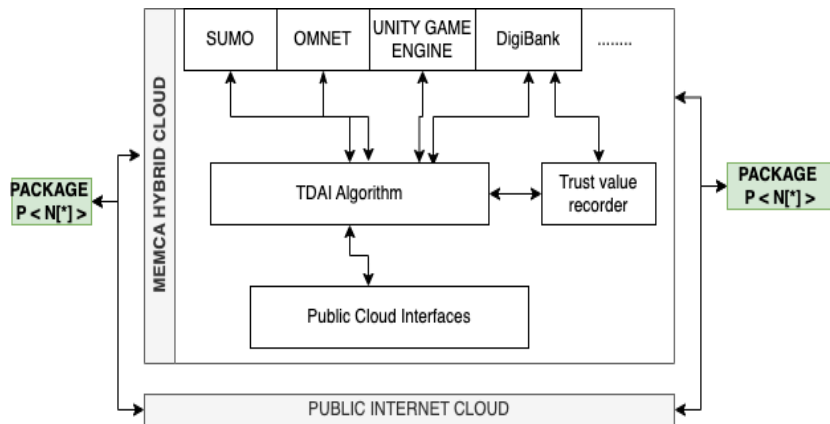 SUMO
OMNET
UNITY GAME
ENGINE
DigiBank
........
MEMCA HYBRID CLOUD
PACKAGE
P < N[*] >
TDAI Algorithm
Trust value
recorder
PACKAGE
P < N[*] >
Public Cloud Interfaces
PUBLIC INTERNET CLOUD